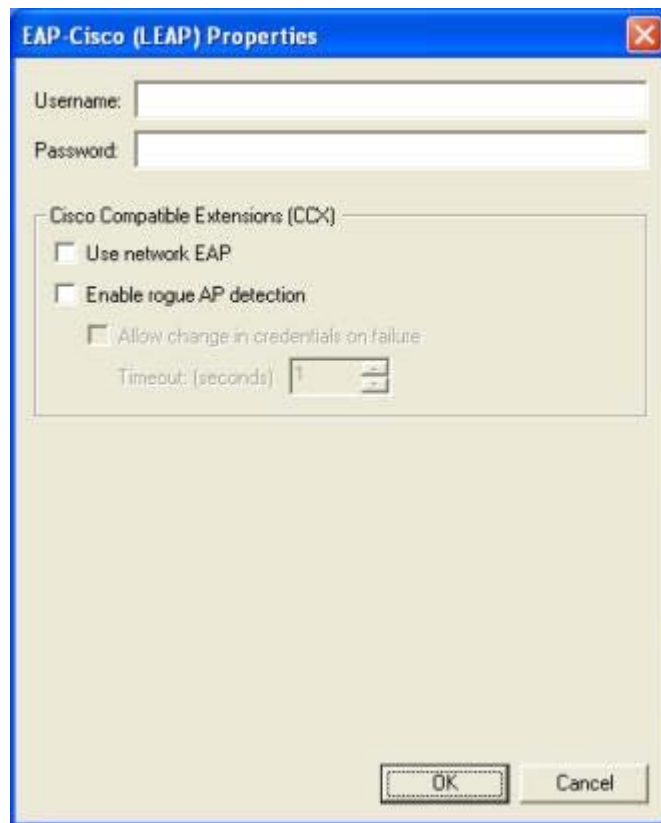 EAP-Cisco (LEAP) Properties
Username:
Password:
Cisco Compatible Extensions (CCX)
Use network EAP
Enable rogue AP detection
Allow change in credentials on failure
Timeout: (seconds) 1
OK Cancel